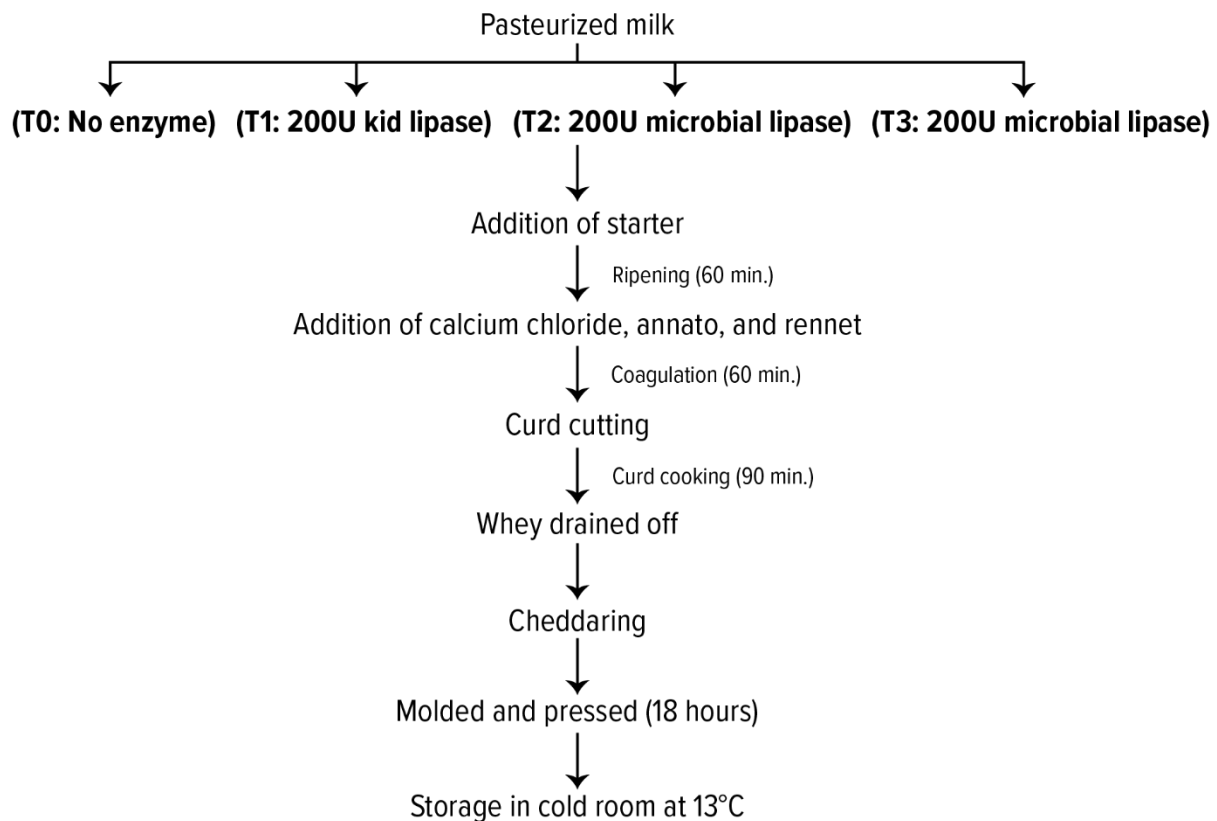 Pasteurized milk
(T0: No enzyme) (T1: 200U kid lipase) (T2: 200U microbial lipase) (T3: 200U microbial lipase)
Addition of starter
Ripening (60 min.)
Addition of calcium chloride, annato, and rennet
Coagulation (60 min.)
Curd cutting
Curd cooking (90 min.)
Whey drained off
Cheddaring
Molded and pressed (18 hours)
Storage in cold room at 13°C